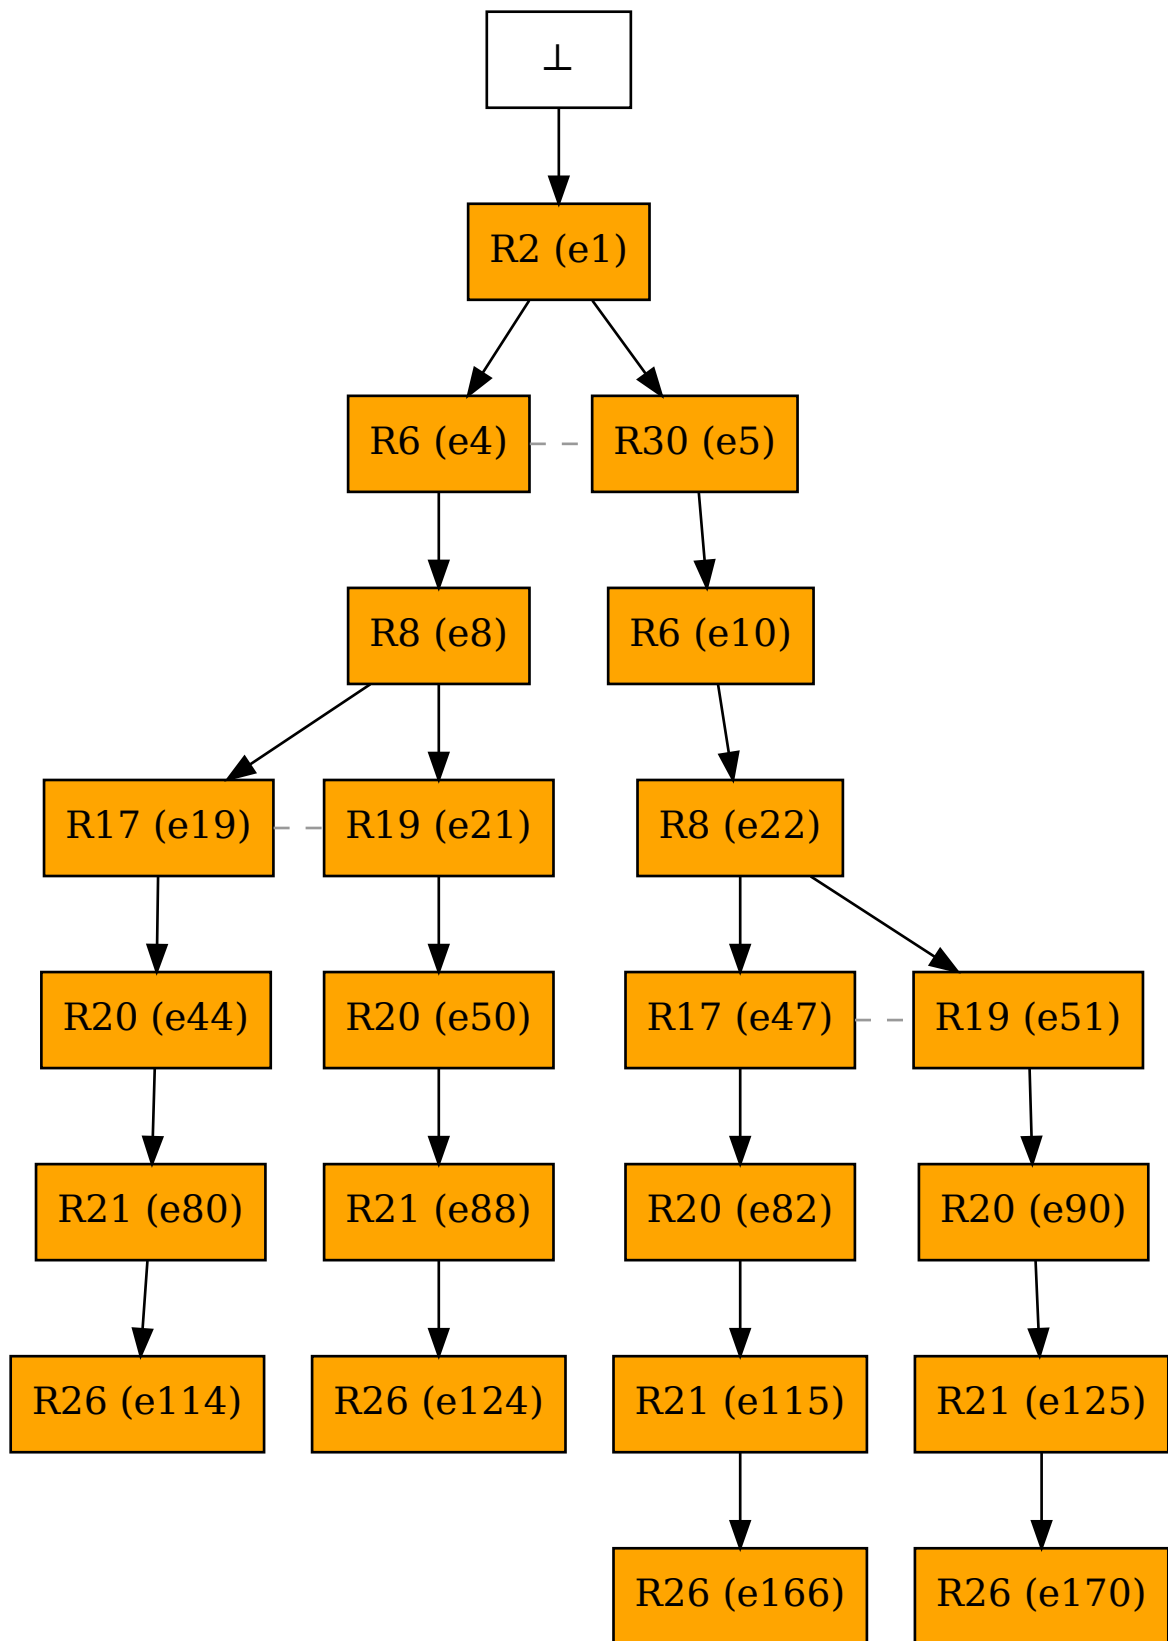 ⊥
R2 (e1)
R6 (e4)
R30 (e5)
R8 (e8)
R6 (e10)
R17 (e19)
R19 (e21)
R8 (e22)
R20 (e44)
R20 (e50)
R17 (e47)
R19 (e51)
R21 (e80)
R21 (e88)
R20 (e82)
R20 (e90)
R26 (e114)
R26 (e124)
R21 (e115)
R21 (e125)
R26 (e166)
R26 (e170)